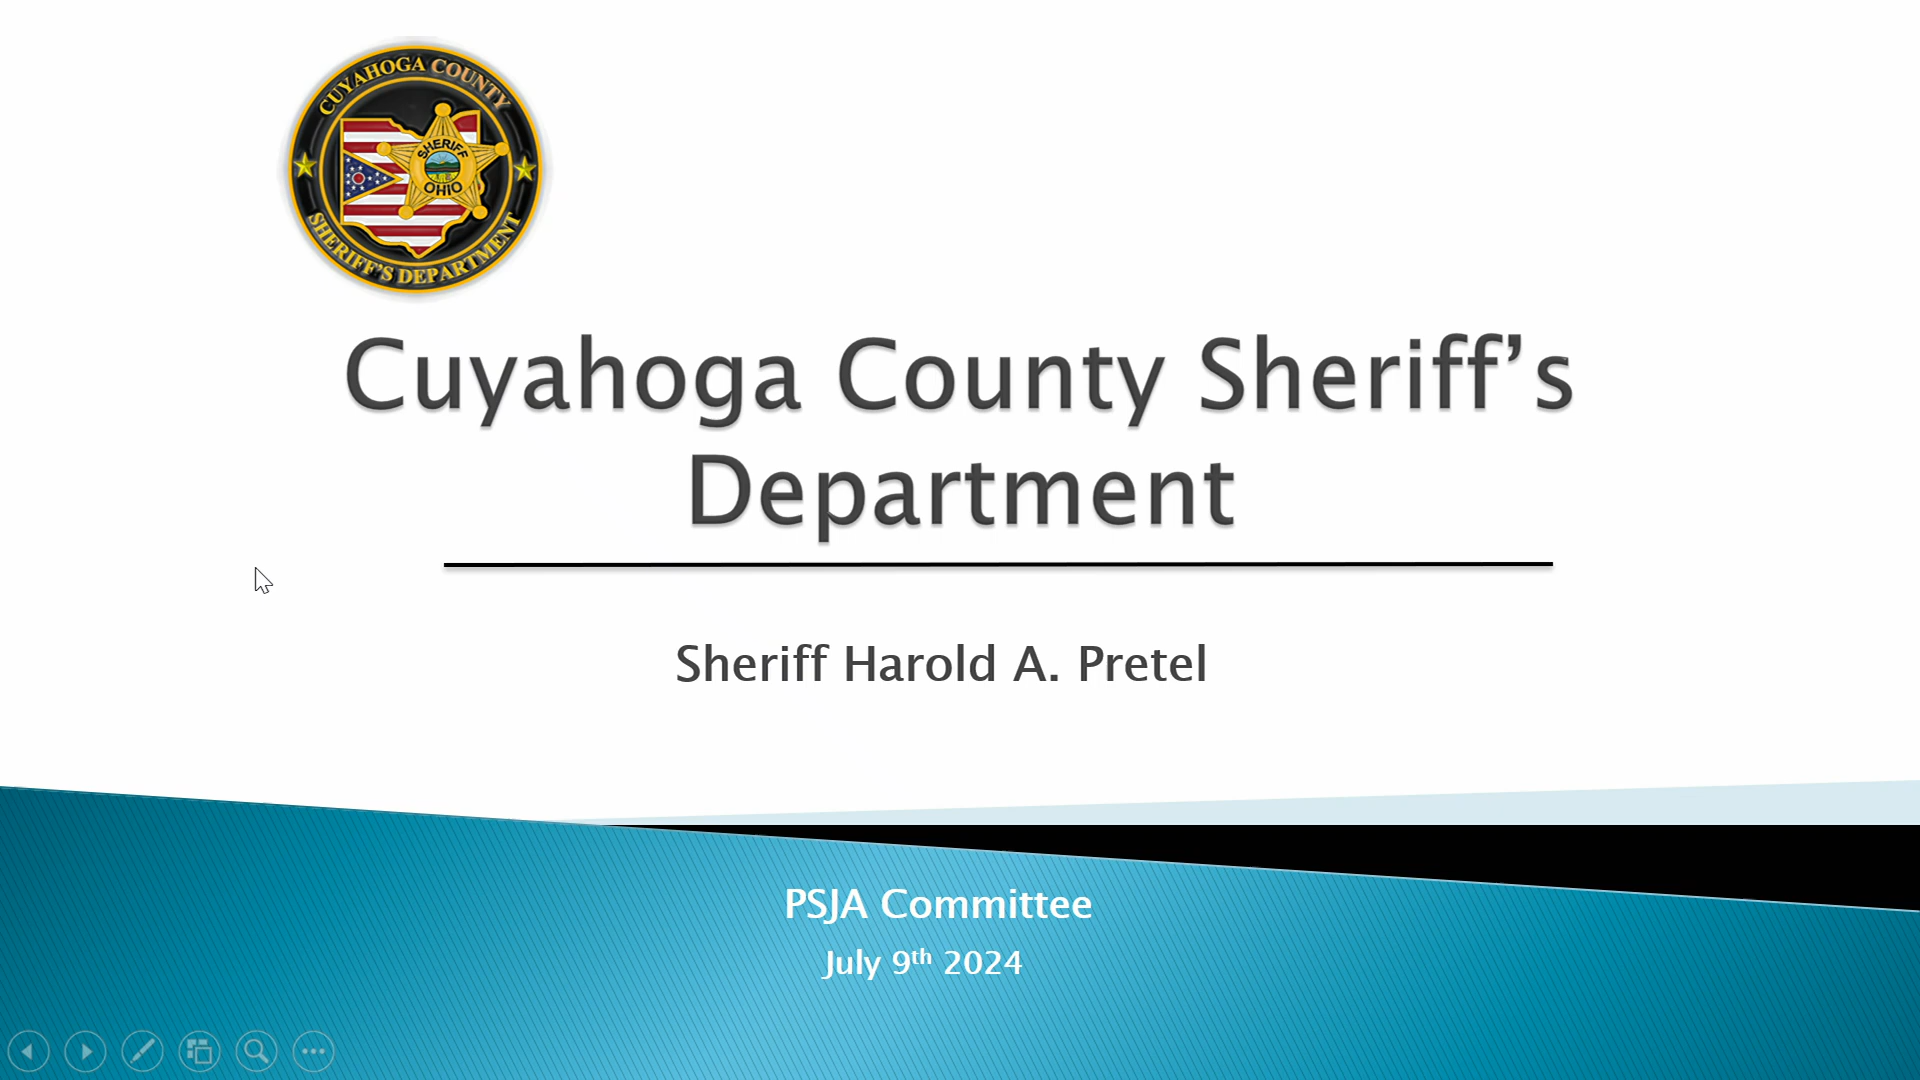 CUYAHOGA COUNTY
SHERIFF
OHIO
SHERIFF'S DEPARTMENT
Cuyahoga County Sheriff’s
Department
Sheriff Harold A. Pretel
PSJA Committee
July 9th 2024